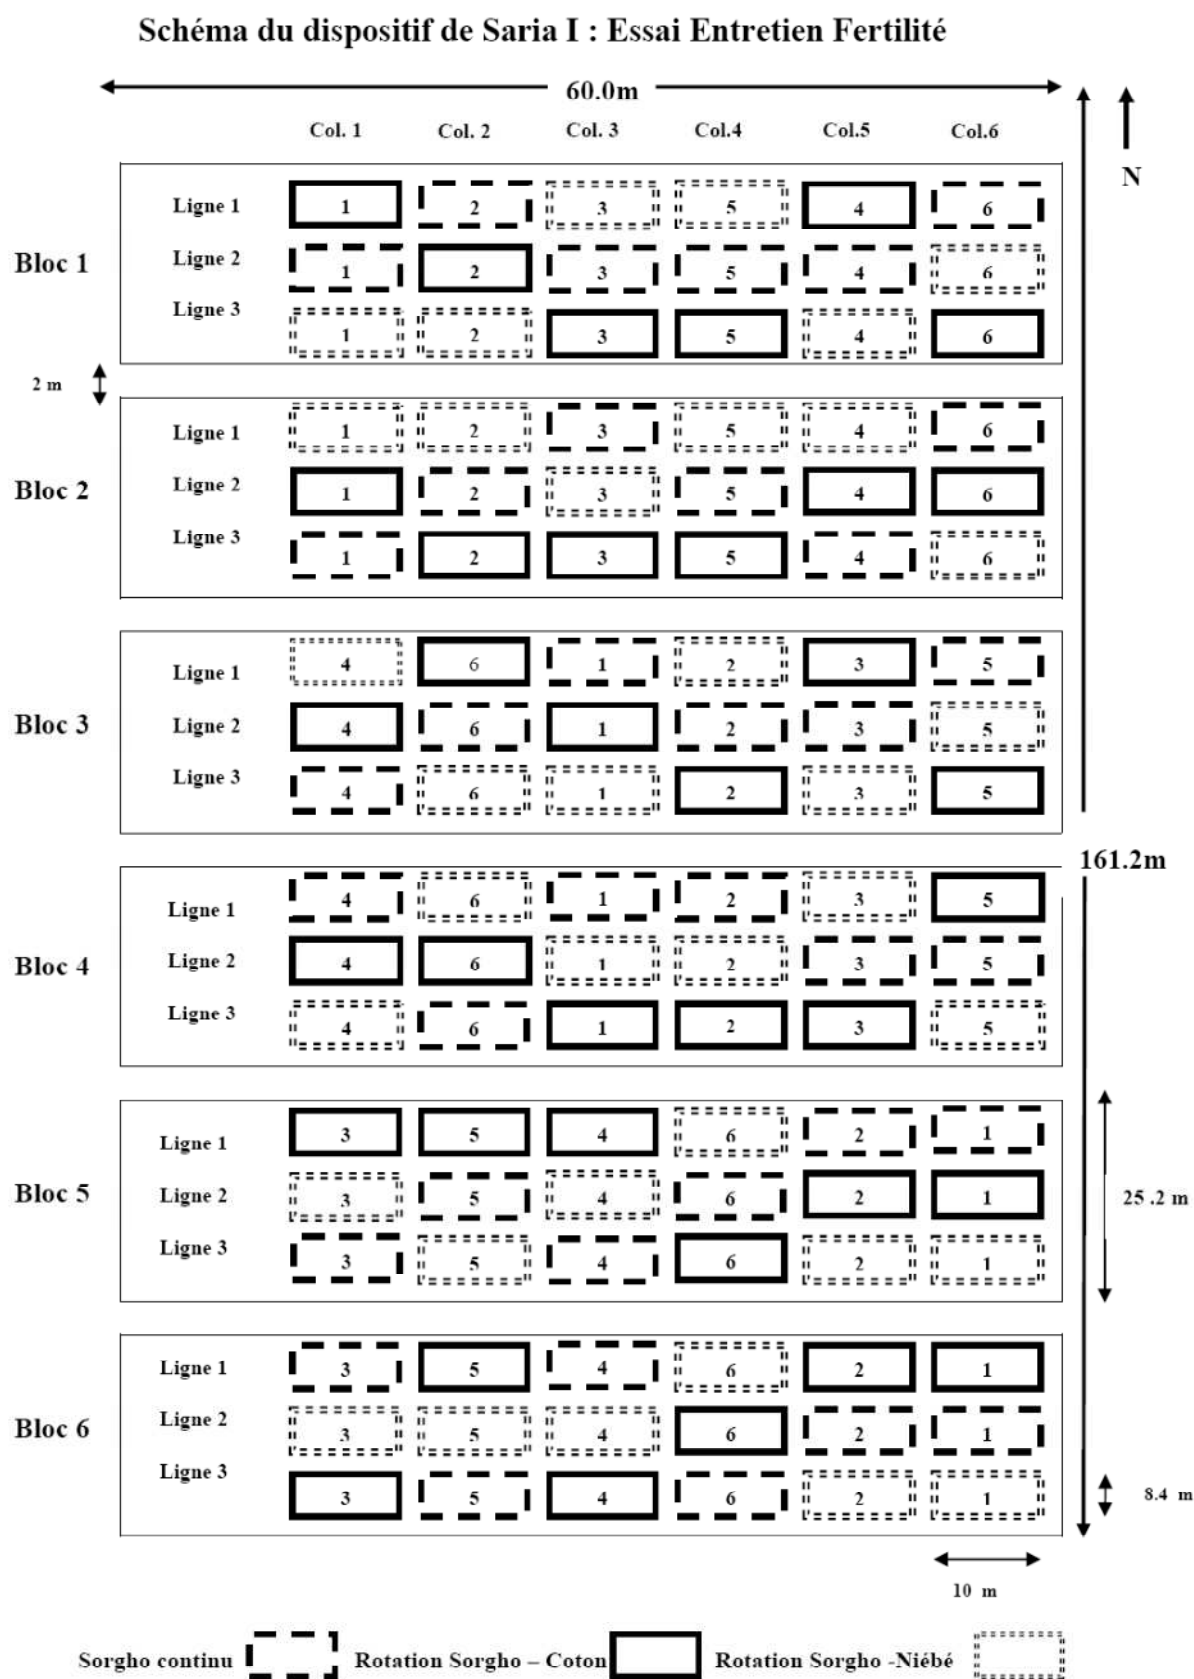 Schéma du dispositif de Saria I : Essai Entretien Fertilité
60.0m
Col. 1 Col. 2 Col. 3 Col.4 Col.5 Col.6
N
Bloc 1
Ligne 1 1 2 3 5 4 6
Ligne 2 1 2 3 5 4 6
Ligne 3 1 2 3 5 4 6
2 m
Bloc 2
Ligne 1 1 2 3 5 4 6
Ligne 2 1 2 3 5 4 6
Ligne 3 1 2 3 5 4 6
Bloc 3
Ligne 1 4 6 1 2 3 5
Ligne 2 4 6 1 2 3 5
Ligne 3 4 6 1 2 3 5
161.2m
Bloc 4
Ligne 1 4 6 1 2 3 5
Ligne 2 4 6 1 2 3 5
Ligne 3 4 6 1 2 3 5
Bloc 5
Ligne 1 3 5 4 6 2 1
Ligne 2 3 5 4 6 2 1
Ligne 3 3 5 4 6 2 1
25 .2 m
Bloc 6
Ligne 1 3 5 4 6 2 1
Ligne 2 3 5 4 6 2 1
Ligne 3 3 5 4 6 2 1
8.4 m
10 m
Sorgho continu Rotation Sorgho – Coton Rotation Sorgho -Niébé